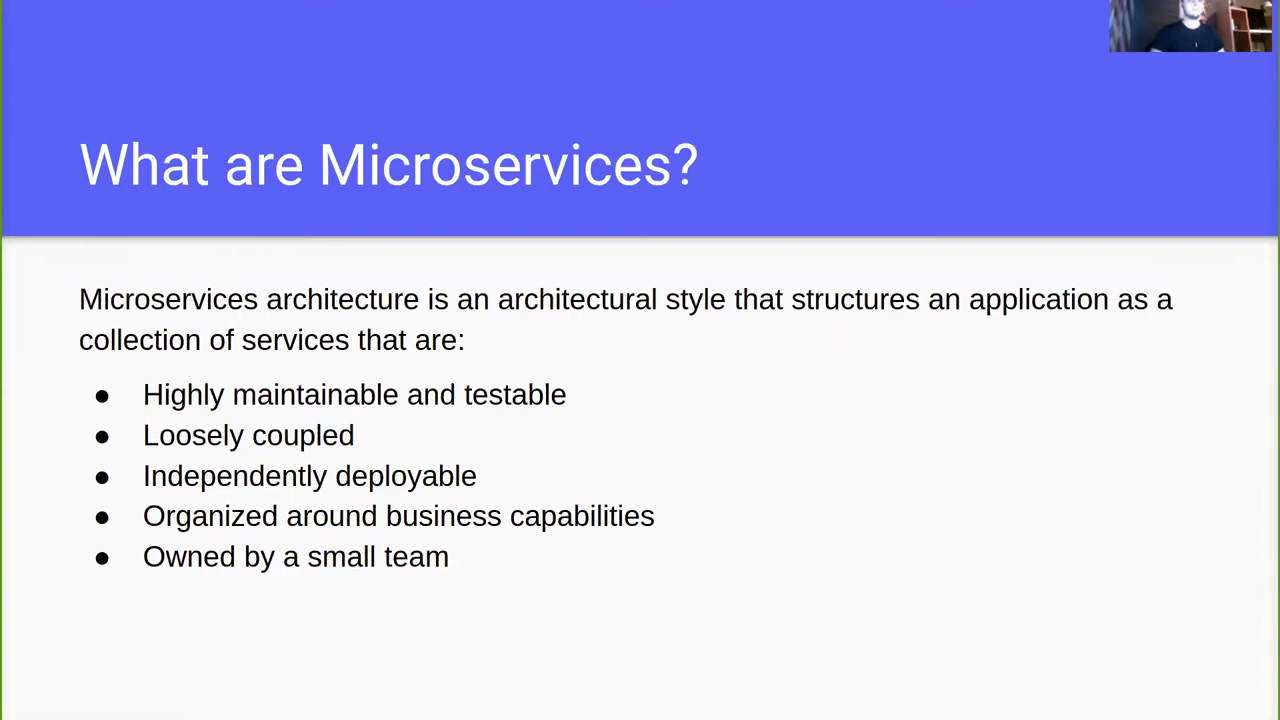 What are Microservices?
Microservices architecture is an architectural style that structures an application as a
collection of services that are:
● Highly maintainable and testable
● Loosely coupled
● Independently deployable
● Organized around business capabilities
● Owned by a small team